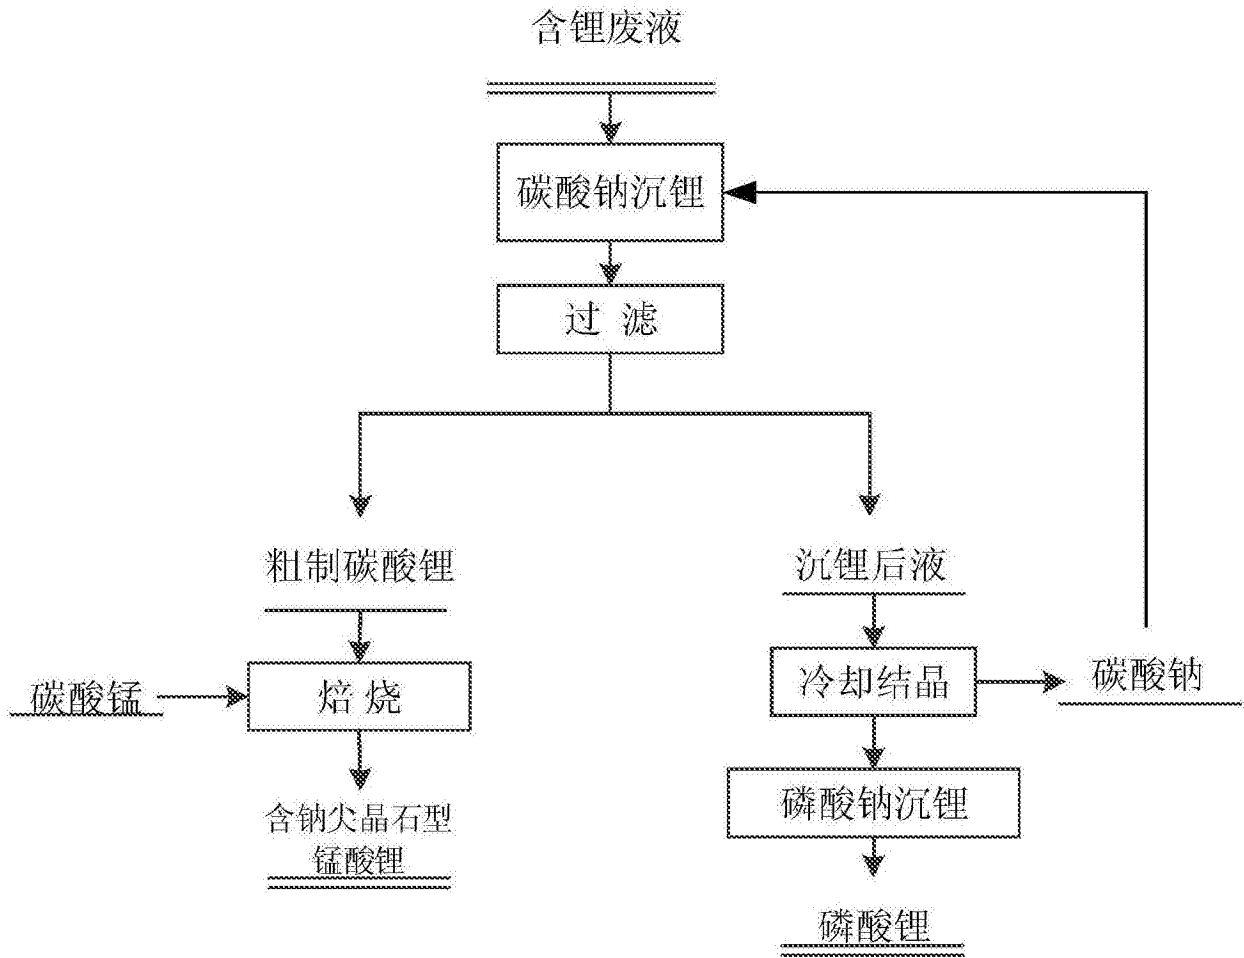 含锂废液
碳酸钠沉锂
过 滤
粗制碳酸锂
沉锂后液
碳酸锰
焙 烧
冷却结晶
碳酸钠
含钠尖晶石型
锰酸锂
磷酸钠沉锂
磷酸锂